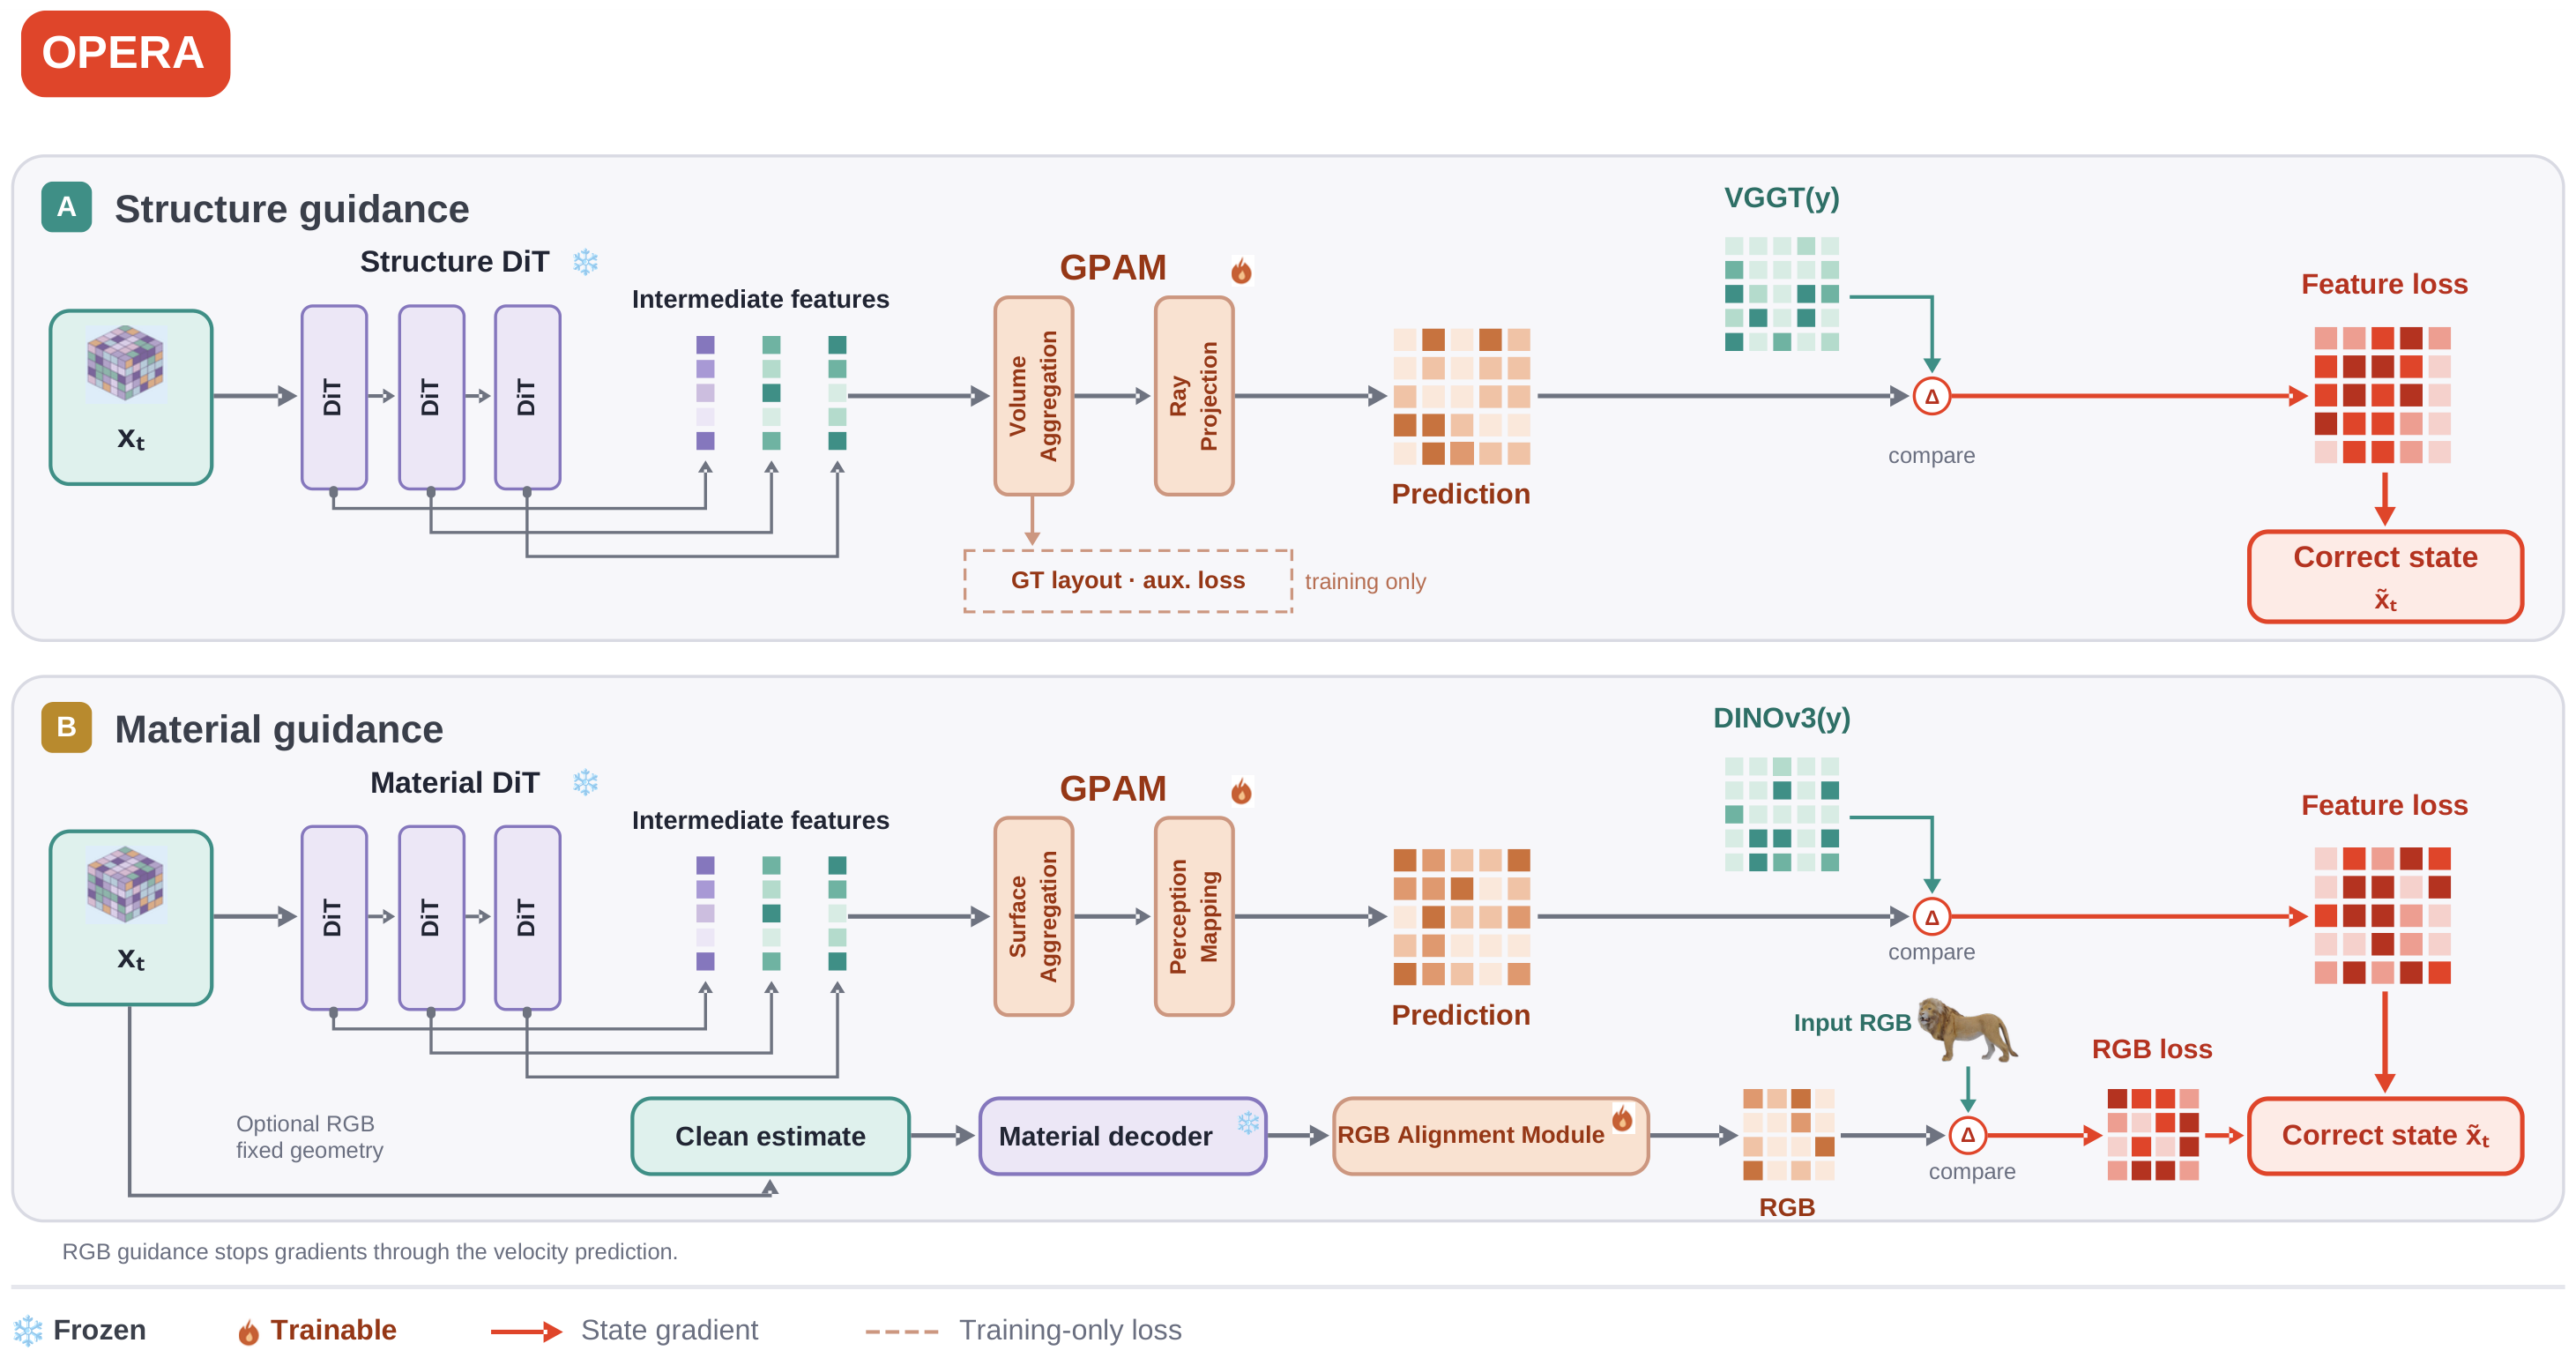 OPERA
A
Structure guidance
VGGT(y)
Structure DiT
GPAM
Feature loss
Intermediate features
xₜ
DiT
DiT
DiT
Volume
Aggregation
Ray
Projection
Δ
compare
Prediction
GT layout · aux. loss
training only
Correct state
x̃ₜ
B
Material guidance
DINOv3(y)
Material DiT
GPAM
Feature loss
Intermediate features
xₜ
DiT
DiT
DiT
Surface
Aggregation
Perception
Mapping
Δ
compare
Prediction
Input RGB
RGB loss
Optional RGB
fixed geometry
Clean estimate
Material decoder
RGB Alignment Module
Δ
compare
Correct state x̃ₜ
RGB
RGB guidance stops gradients through the velocity prediction.
Frozen
Trainable
State gradient
Training-only loss